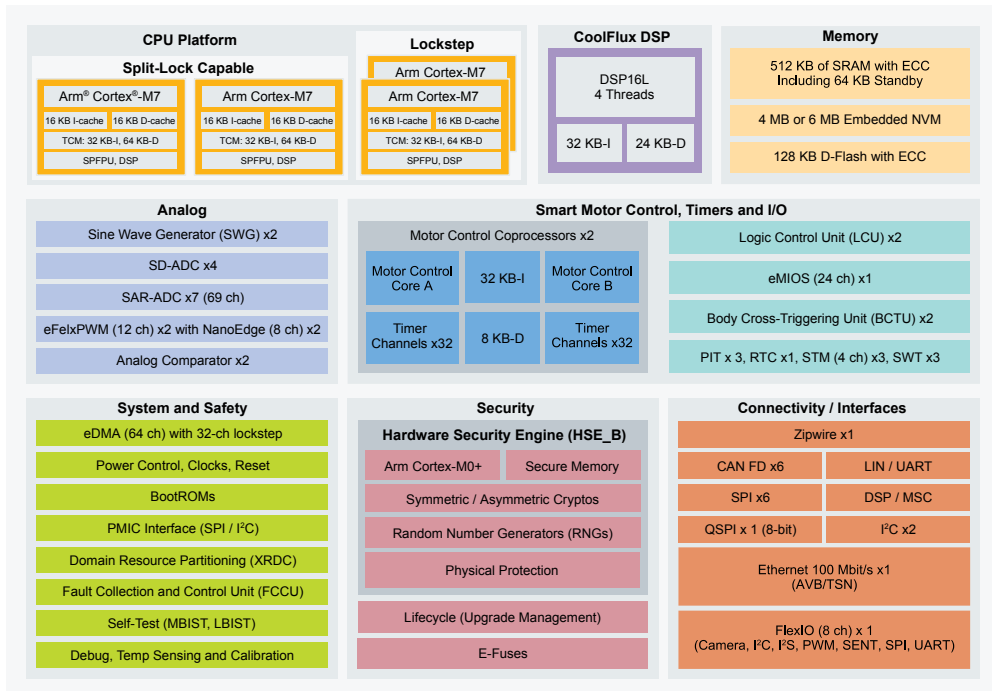 CPU Platform
Split-Lock Capable
Arm® Cortex®-M7
16 KB I-cache
16 KB D-cache
TCM: 32 KB-I, 64 KB-D
SPFPU, DSP
Arm Cortex-M7
16 KB I-cache
16 KB D-cache
TCM: 32 KB-I, 64 KB-D
SPFPU, DSP
Lockstep
Arm Cortex-M7
Arm Cortex-M7
16 KB I-cache
16 KB D-cache
TCM: 32 KB-I, 64 KB-D
SPFPU, DSP
CoolFlux DSP
DSP16L
4 Threads
32 KB-I
24 KB-D
Memory
512 KB of SRAM with ECC
Including 64 KB Standby
4 MB or 6 MB Embedded NVM
128 KB D-Flash with ECC
Analog
Sine Wave Generator (SWG) x2
SD-ADC x4
SAR-ADC x7 (69 ch)
eFelxPWM (12 ch) x2 with NanoEdge (8 ch) x2
Analog Comparator x2
Smart Motor Control, Timers and I/O
Motor Control Coprocessors x2
Motor Control
Core A
32 KB-I
Motor Control
Core B
Timer
Channels x32
8 KB-D
Timer
Channels x32
Logic Control Unit (LCU) x2
eMIOS (24 ch) x1
Body Cross-Triggering Unit (BCTU) x2
PIT x 3, RTC x1, STM (4 ch) x3, SWT x3
System and Safety
eDMA (64 ch) with 32-ch lockstep
Power Control, Clocks, Reset
BootROMs
PMIC Interface (SPI / I²C)
Domain Resource Partitioning (XRDC)
Fault Collection and Control Unit (FCCU)
Self-Test (MBIST, LBIST)
Debug, Temp Sensing and Calibration
Security
Hardware Security Engine (HSE_B)
Arm Cortex-M0+
Secure Memory
Symmetric / Asymmetric Cryptos
Random Number Generators (RNGs)
Physical Protection
Lifecycle (Upgrade Management)
E-Fuses
Connectivity / Interfaces
Zipwire x1
CAN FD x6
LIN / UART
SPI x6
DSP / MSC
QSPI x 1 (8-bit)
I²C x2
Ethernet 100 Mbit/s x1
(AVB/TSN)
FlexIO (8 ch) x 1
(Camera, I²C, I²S, PWM, SENT, SPI, UART)